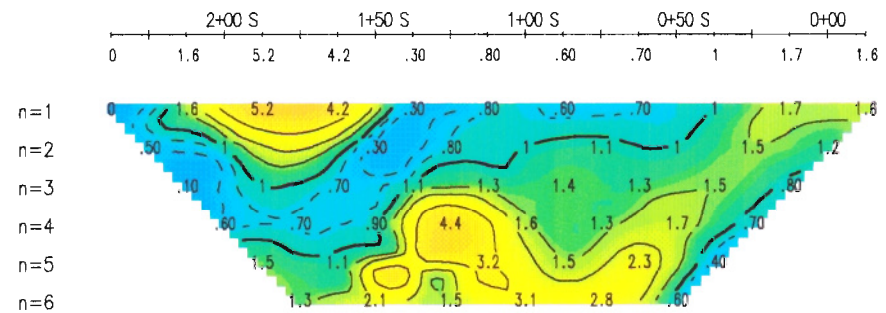 2+00 S 1+50 S 1+00 S 0+50 S 0+00
0 1.6 5.2 4.2 .30 .80 .60 .70 1 1.7 1.6
n=1 0 1.6 5.2 4.2 .30 .80 .60 .70 1 1.7 1.6
n=2 .50 1 .30 .80 1 1.1 1 1.5 1.2
n=3 .10 1 .70 1.1 1.3 1.4 1.3 1.5 .80
n=4 .60 .70 .90 4.4 1.6 1.3 1.7 .70
n=5 1.5 1.1 3.2 1.5 2.3 .40
n=6 1.3 2.1 1.5 3.1 2.8 .60